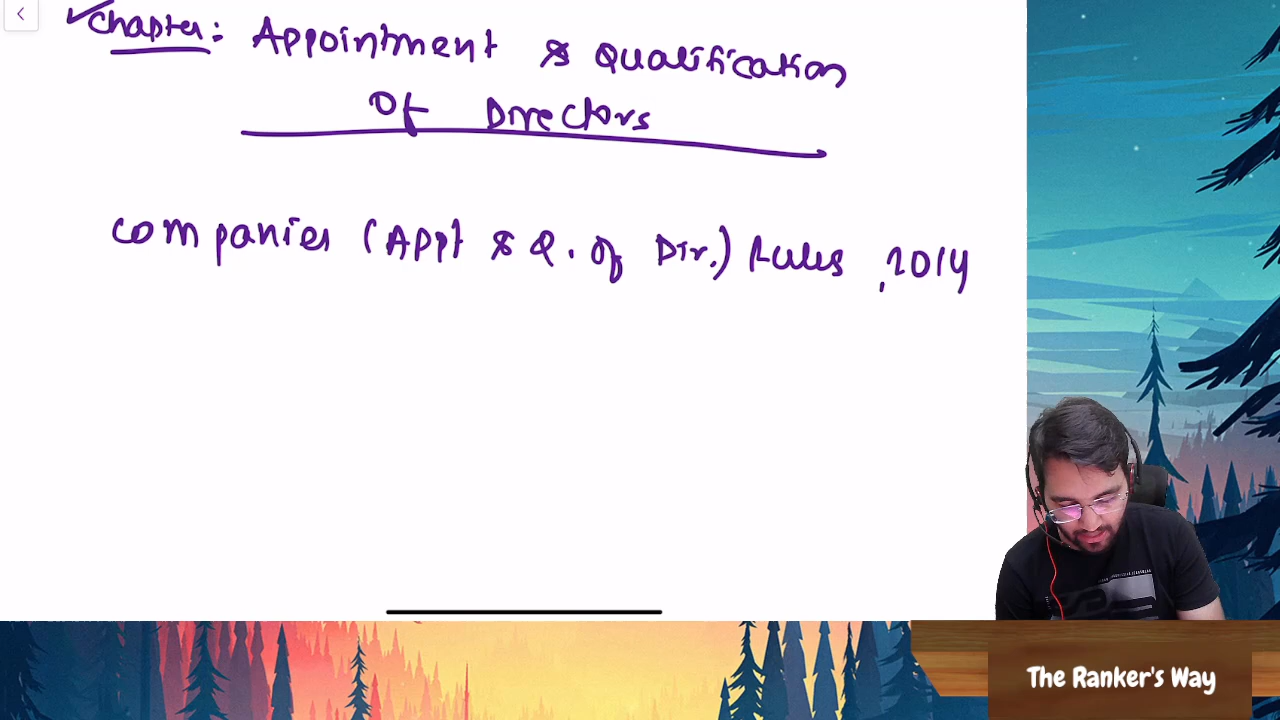 Chapter: Appointment & Qualification
Of Directors
Companies (Appt & Q. of Dir.) Rules, 2014
The Ranker's Way